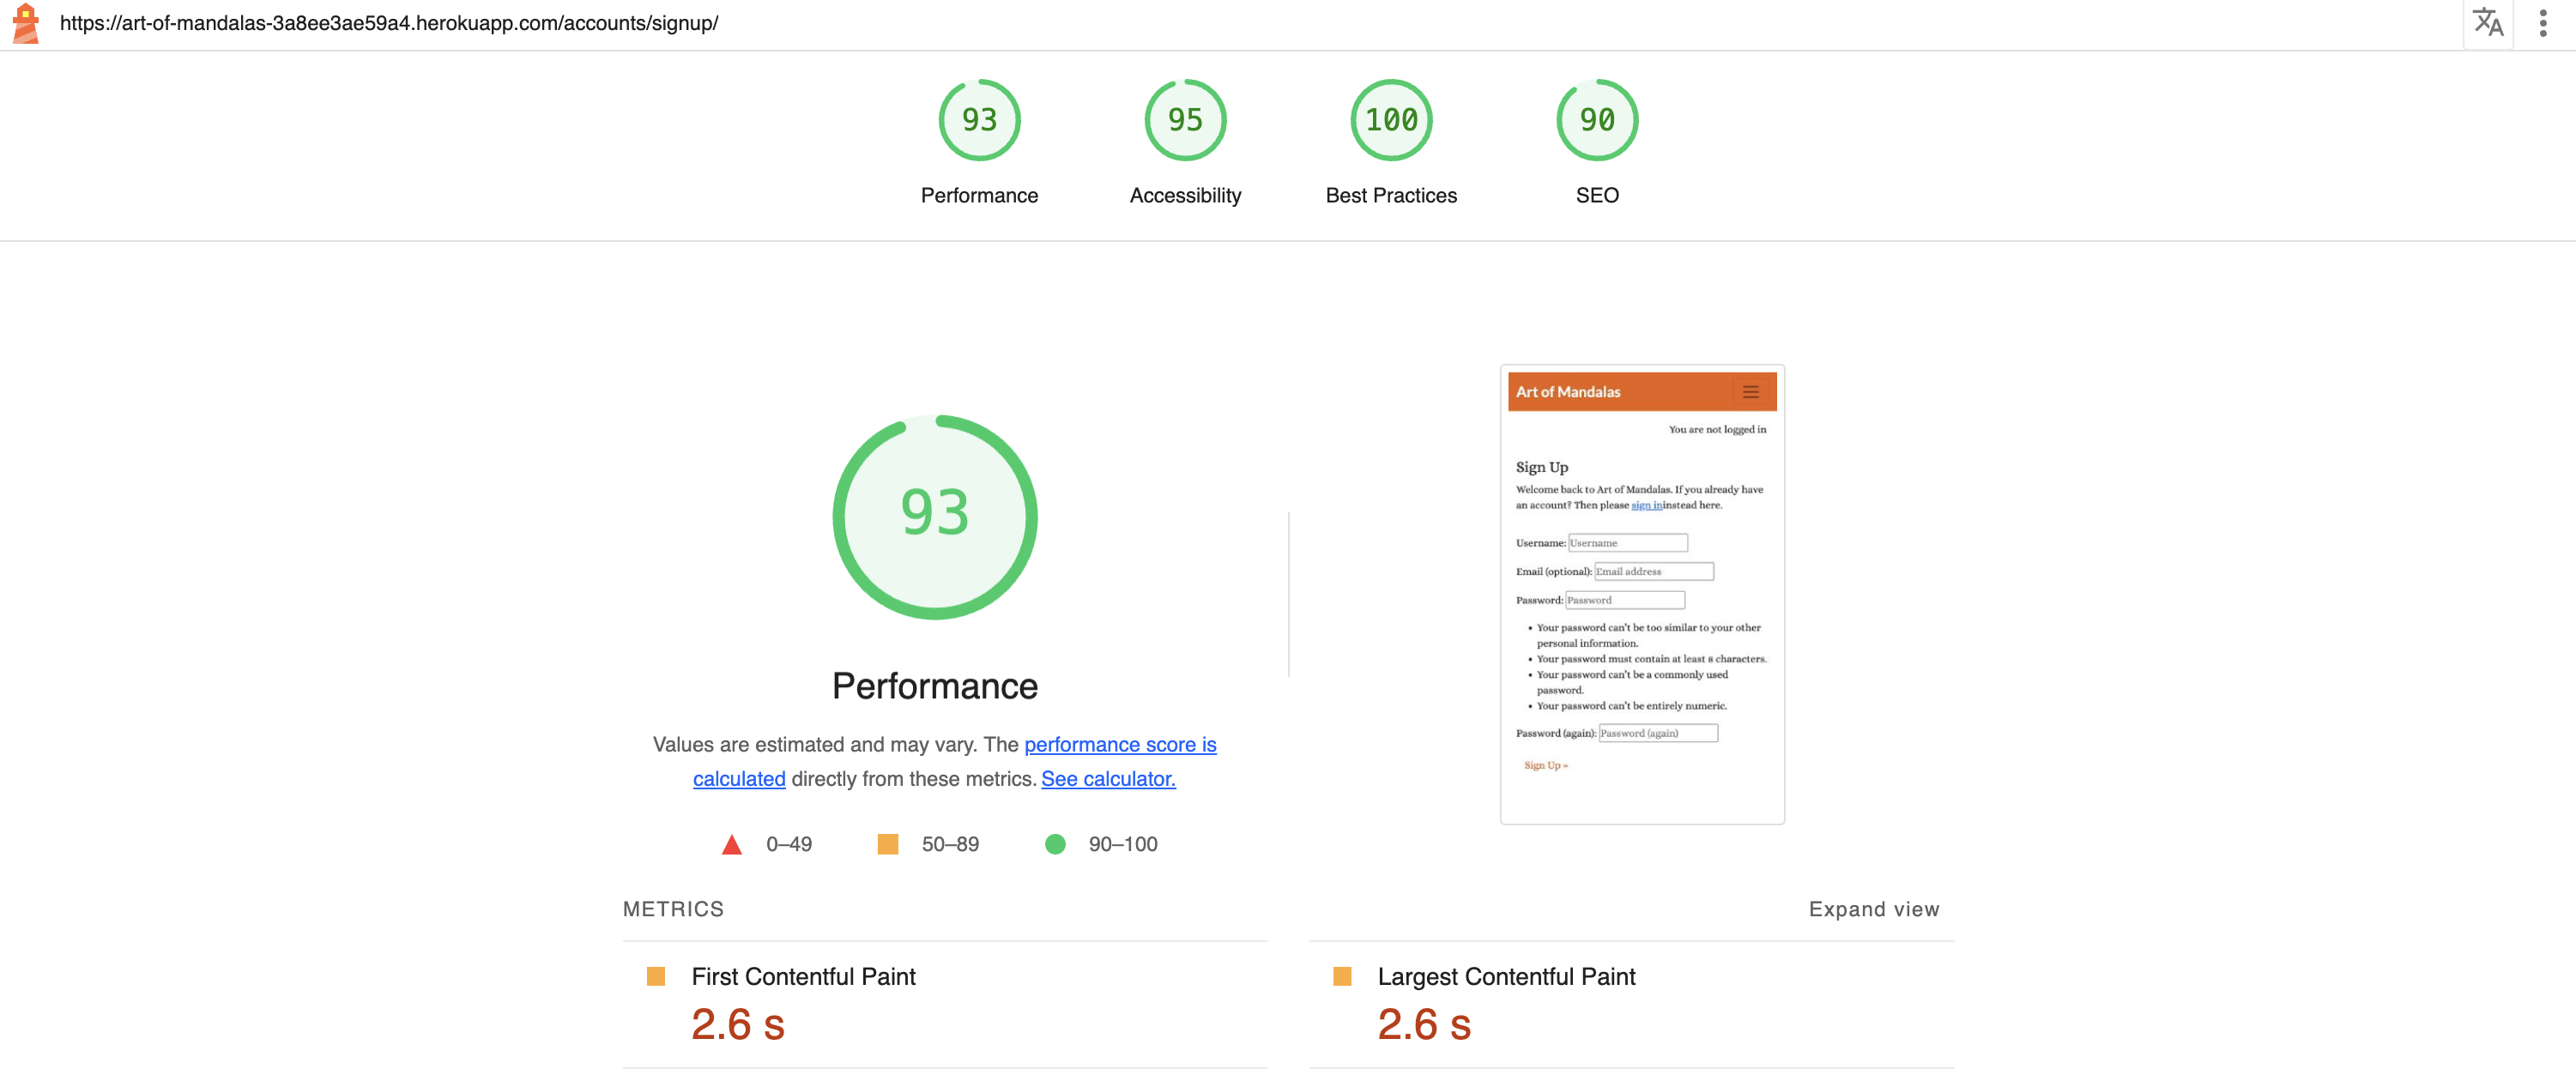 https://art-of-mandalas-3a8ee3ae59a4.herokuapp.com/accounts/signup/
93
95
100
90
Performance
Accessibility
Best Practices
SEO
93
Performance
Values are estimated and may vary. The performance score is
calculated directly from these metrics. See calculator.
0–49
50–89
90–100
Art of Mandalas
You are not logged in
Sign Up
Welcome back to Art of Mandalas. If you already have
an account? Then please sign ininstead here.
Username: Username
Email (optional): Email address
Password: Password
• Your password can't be too similar to your other
personal information.
• Your password must contain at least 8 characters.
• Your password can't be a commonly used
password.
• Your password can't be entirely numeric.
Password (again): Password (again)
Sign Up »
METRICS
Expand view
First Contentful Paint
2.6 s
Largest Contentful Paint
2.6 s